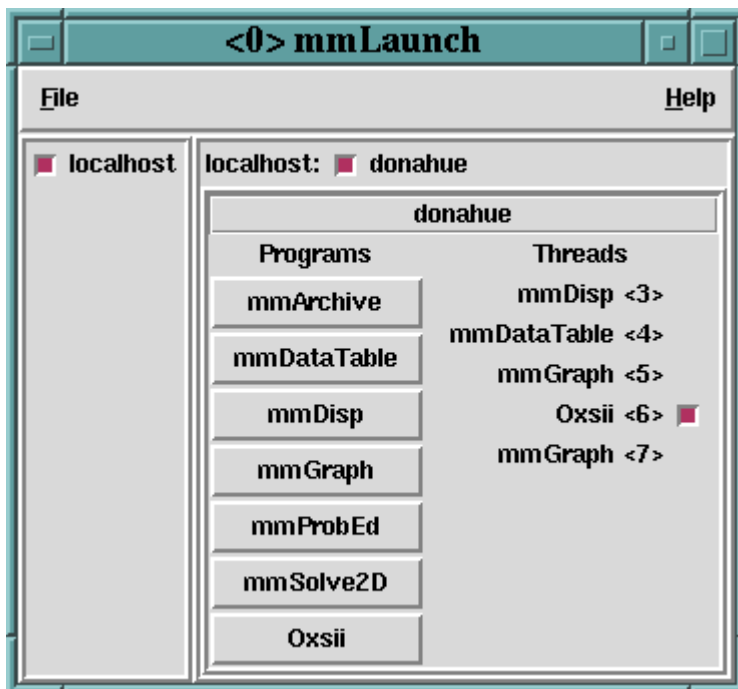 <0> mmLaunch
File Help
localhost
localhost: donahue
donahue
Programs Threads
mmArchive
mmDataTable
mmDisp
mmGraph
mmProbEd
mmSolve2D
Oxsii
mmDisp <3>
mmDataTable <4>
mmGraph <5>
Oxsii <6>
mmGraph <7>